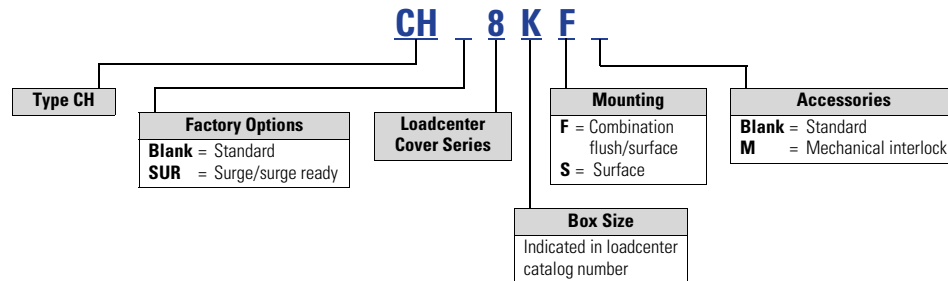 CH _ 8 K F _
Type CH
Factory Options
Blank = Standard
SUR = Surge/surge ready
Loadcenter
Cover Series
Mounting
F = Combination
flush/surface
S = Surface
Accessories
Blank = Standard
M = Mechanical interlock
Box Size
Indicated in loadcenter
catalog number